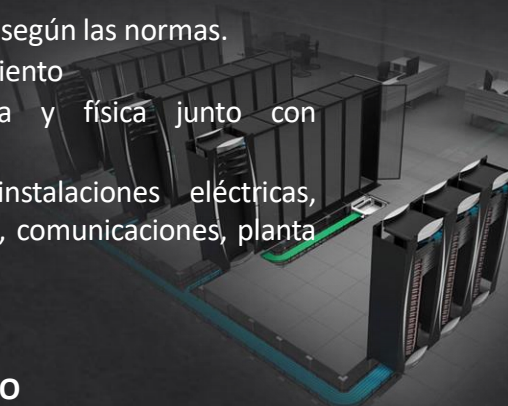 según las normas.
iento
a y física junto con
instalaciones eléctricas,
, comunicaciones, planta
O